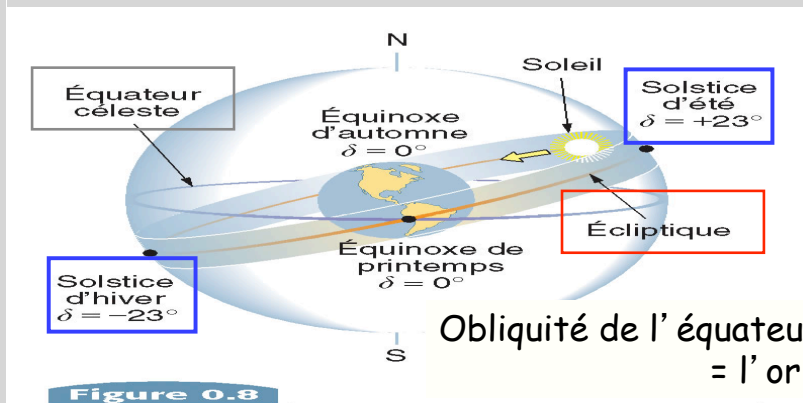 N
Soleil
Équateur
céleste
Solstice
d'été
δ = +23°
Équinoxe
d'automne
δ = 0°
Écliptique
Équinoxe de
printemps
δ = 0°
Solstice
d'hiver
δ = −23°
Obliquité de l'équateu
= l'or
S
Figure 0.8